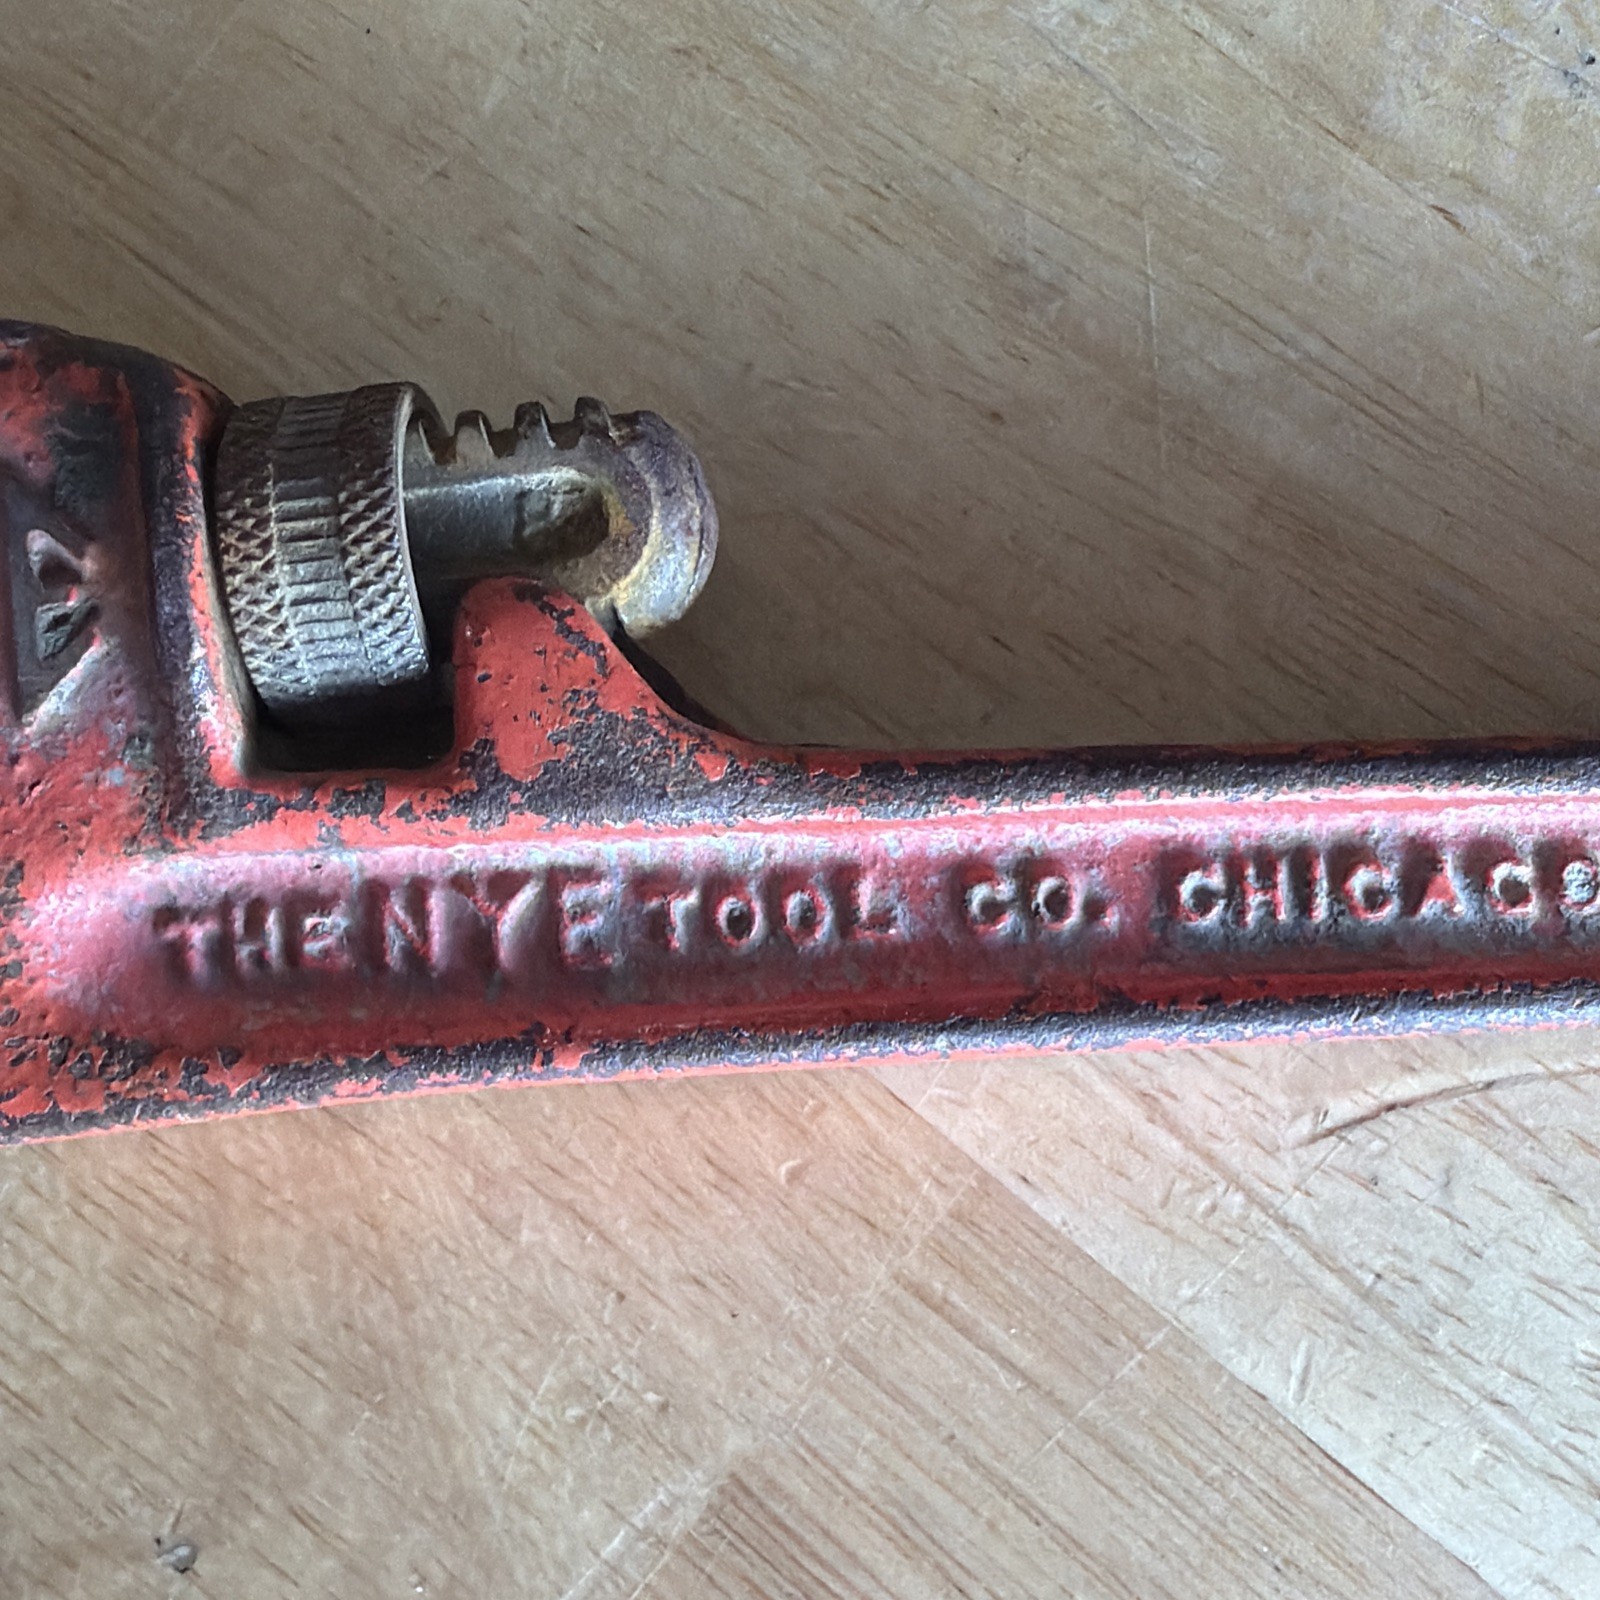 THE NYE TOOL CO. CHICAGO